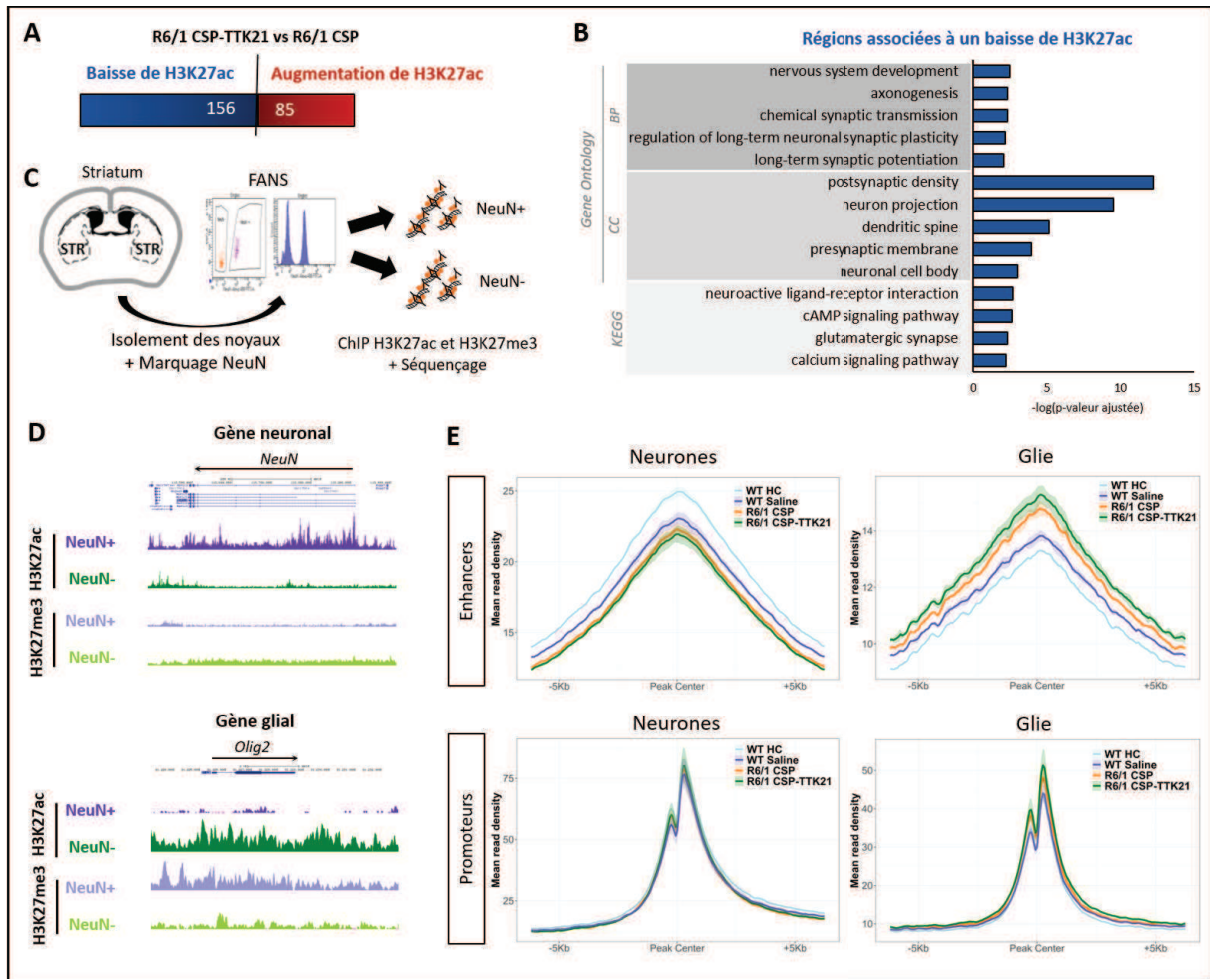 A
R6/1 CSP-TTK21 vs R6/1 CSP
Baisse de H3K27ac
Augmentation de H3K27ac
156
85
B
Régions associées à un baisse de H3K27ac
Gene Ontology
BP
nervous system development
axonogenesis
chemical synaptic transmission
regulation of long-term neuronal synaptic plasticity
long-term synaptic potentiation
CC
postsynaptic density
neuron projection
dendritic spine
presynaptic membrane
neuronal cell body
KEGG
neuroactive ligand-receptor interaction
cAMP signaling pathway
glutamatergic synapse
calcium signaling pathway
0 5 10 15
-log(p-valeur ajustée)
C
Striatum
STR STR
FANS
NeuN+
NeuN-
Isolement des noyaux
+ Marquage NeuN
ChIP H3K27ac et H3K27me3
+ Séquençage
D
Gène neuronal
NeuN
H3K27ac
NeuN+
NeuN-
H3K27me3
NeuN+
NeuN-
Gène glial
Olig2
H3K27ac
NeuN+
NeuN-
H3K27me3
NeuN+
NeuN-
E
Enhancers
Neurones
Mean read density
25
20
15
WT HC
WT Saline
R6/1 CSP
R6/1 CSP-TTK21
-5Kb Peak Center +5Kb
Glie
Mean read density
14
12
10
WT HC
WT Saline
R6/1 CSP
R6/1 CSP-TTK21
-5Kb Peak Center +5Kb
Promoteurs
Neurones
Mean read density
75
50
25
WT HC
WT Saline
R6/1 CSP
R6/1 CSP-TTK21
-5Kb Peak Center +5Kb
Glie
Mean read density
50
40
30
20
10
WT HC
WT Saline
R6/1 CSP
R6/1 CSP-TTK21
-5Kb Peak Center +5Kb